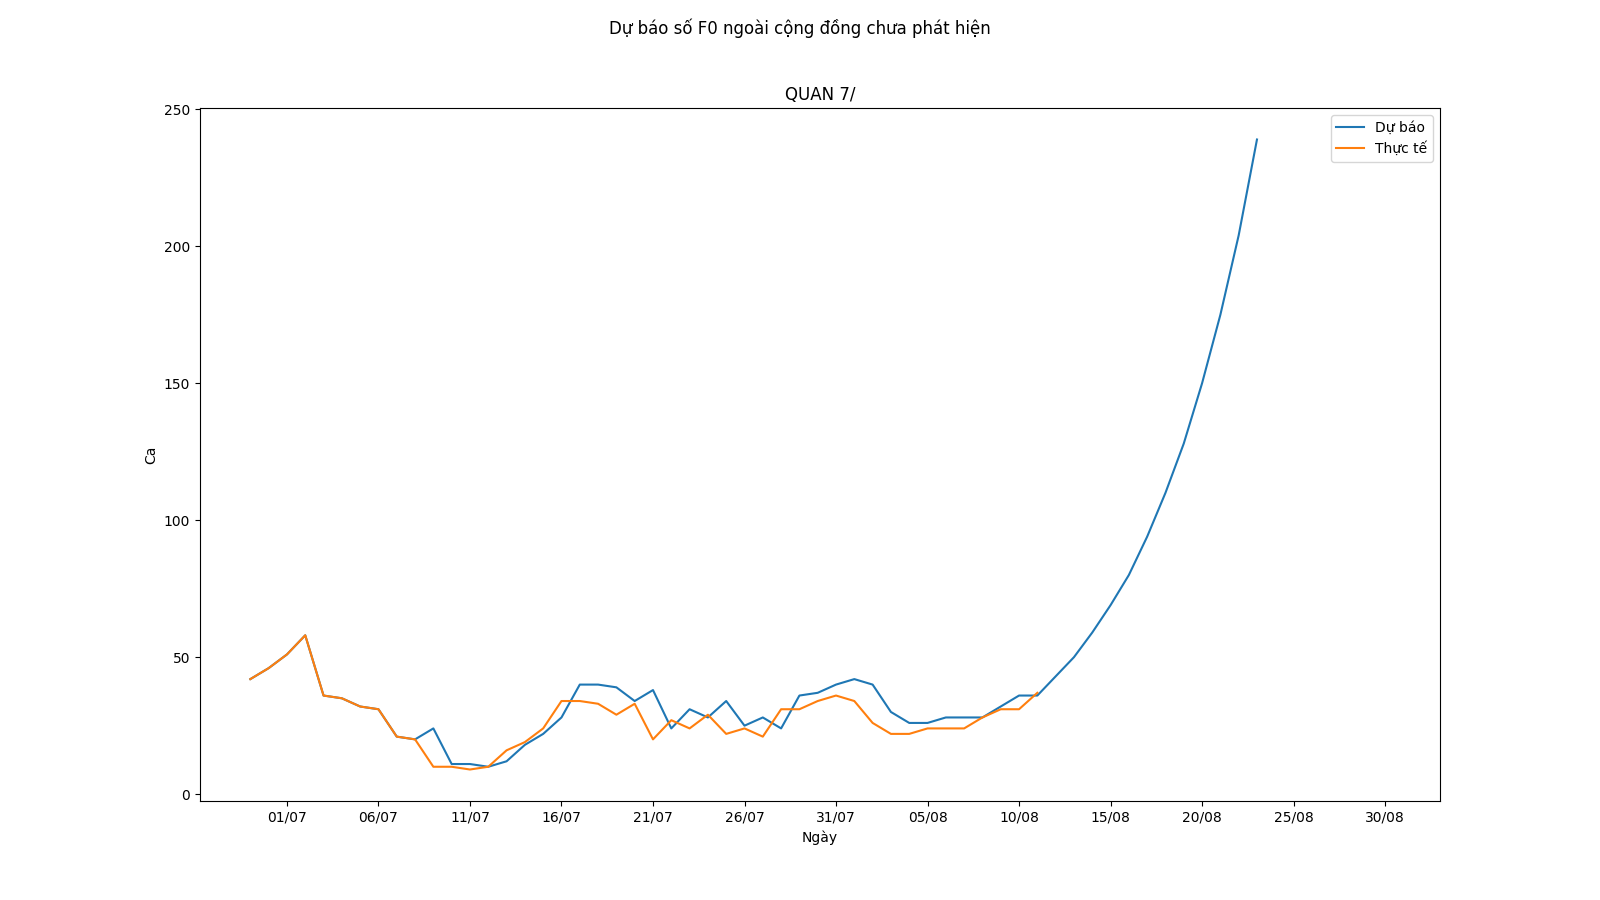 Dự báo số F0 ngoài cộng đồng chưa phát hiện
QUAN 7/
250
200
150
100
50
0
Ca
Dự báo
Thực tế
01/07 06/07 11/07 16/07 21/07 26/07 31/07 05/08 10/08 15/08 20/08 25/08 30/08
Ngày